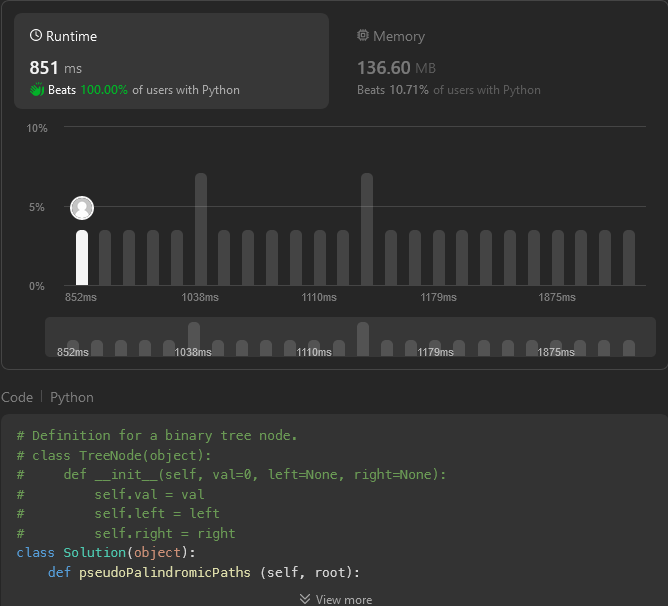 Runtime
Memory
851 ms
136.60 MB
Beats 100.00% of users with Python
Beats 10.71% of users with Python
10%
5%
0%
852ms 1038ms 1110ms 1179ms 1875ms
852ms 1038ms 1110ms 1179ms 1875ms
Code | Python
# Definition for a binary tree node.
# class TreeNode(object):
#     def __init__(self, val=0, left=None, right=None):
#         self.val = val
#         self.left = left
#         self.right = right
class Solution(object):
    def pseudoPalindromicPaths (self, root):
View more